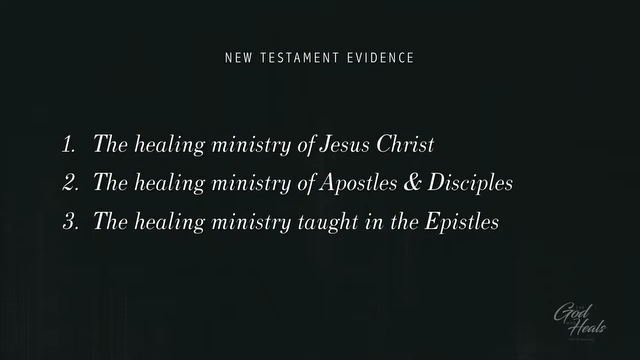 NEW TESTAMENT EVIDENCE
1. The healing ministry of Jesus Christ
2. The healing ministry of Apostles & Disciples
3. The healing ministry taught in the Epistles
God
Heals